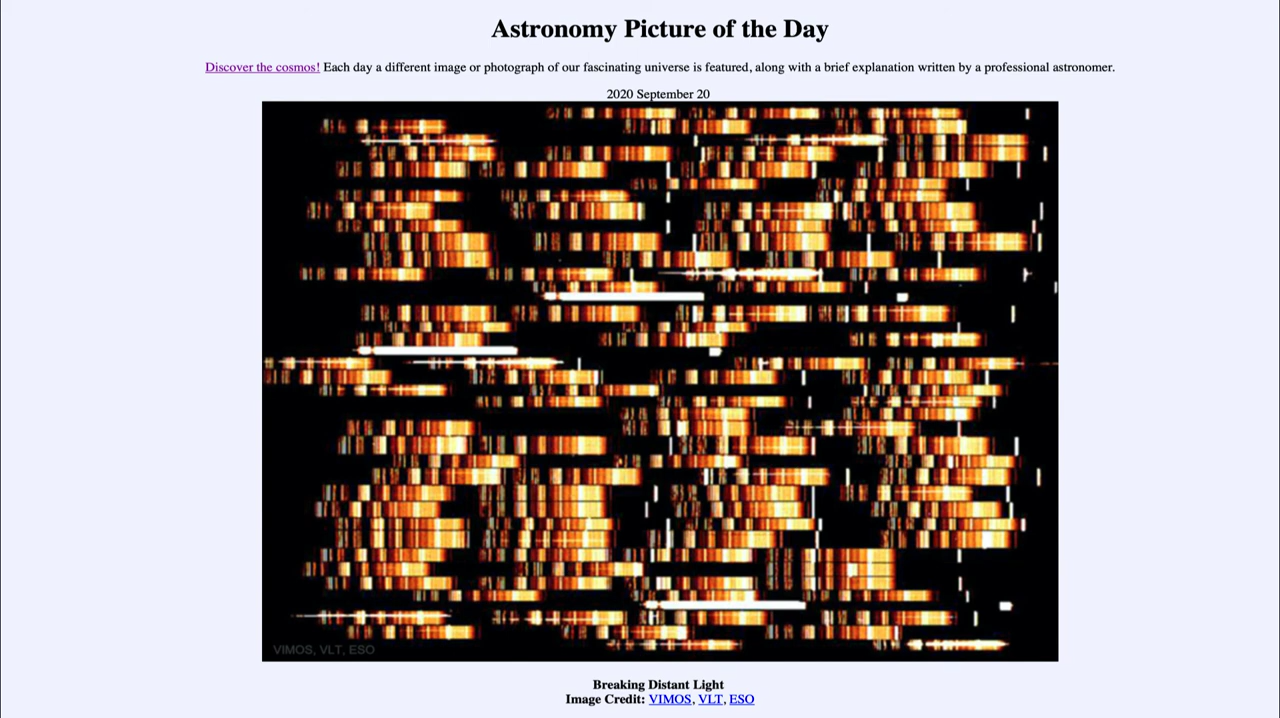 Astronomy Picture of the Day
Discover the cosmos! Each day a different image or photograph of our fascinating universe is featured, along with a brief explanation written by a professional astronomer.
2020 September 20
VIMOS, VLT, ESO
Breaking Distant Light
Image Credit: VIMOS, VLT, ESO